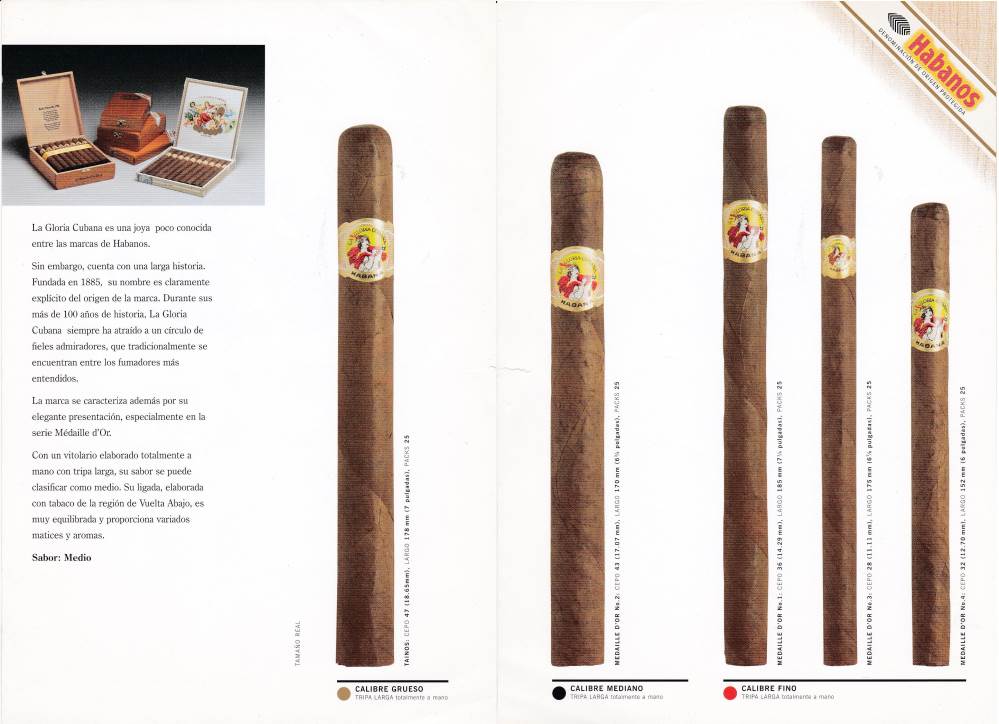 La Gloria Cubana es una joya poco conocida
entre las marcas de Habanos.
Sin embargo, cuenta con una larga historia.
Fundada en 1885, su nombre es claramente
explícito del origen de la marca. Durante sus
más de 100 años de historia, La Gloria
Cubana siempre ha atraído a un círculo de
fieles admiradores, que tradicionalmente se
encuentran entre los fumadores más
entendidos.
La marca se caracteriza además por su
elegante presentación, especialmente en la
serie Médaille d'Or.
Con un vitolario elaborado totalmente a
mano con tripa larga, su sabor se puede
clasificar como medio. Su ligada, elaborada
con tabaco de la región de Vuelta Abajo, es
muy equilibrada y proporciona variados
matices y aromas.
Sabor: Medio
TAMAÑO REAL
LA GLORIA CUBANA
HABANA
TAINOS: CEPO 47 (18.65mm), LARGO 178 mm (7 pulgadas), PACKS 25
CALIBRE GRUESO
TRIPA LARGA totalmente a mano
HABANA
MEDAILLE D'OR No.2: CEPO 43 (17.07 mm), LARGO 170 mm (6⅝ pulgadas), PACKS 25
CALIBRE MEDIANO
TRIPA LARGA totalmente a mano
HABANA
MEDAILLE D'OR No.1: CEPO 36 (14.29 mm), LARGO 185 mm (7¼ pulgadas), PACKS 25
MEDAILLE D'OR No.3: CEPO 28 (11.11 mm), LARGO 175 mm (6⅞ pulgadas), PACKS 25
HABANA
MEDAILLE D'OR No.4: CEPO 32 (12.70 mm), LARGO 152 mm (6 pulgadas), PACKS 25
CALIBRE FINO
TRIPA LARGA totalmente a mano
Habanos
DENOMINACIÓN DE ORIGEN PROTEGIDA